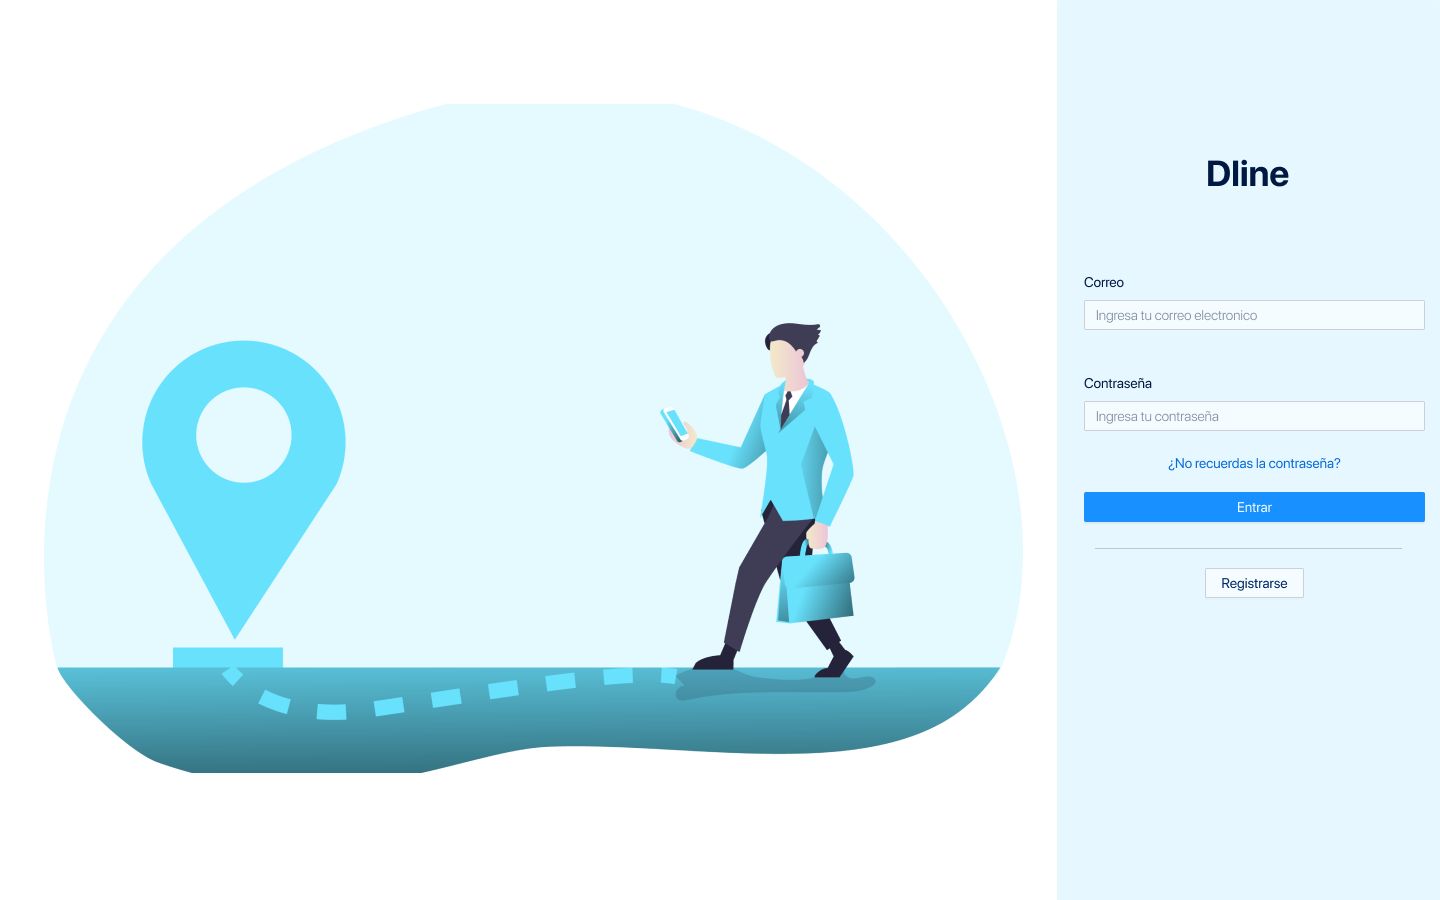 Dline
Correo
Ingresa tu correo electronico
Contraseña
Ingresa tu contraseña
¿No recuerdas la contraseña?
Entrar
Registrarse